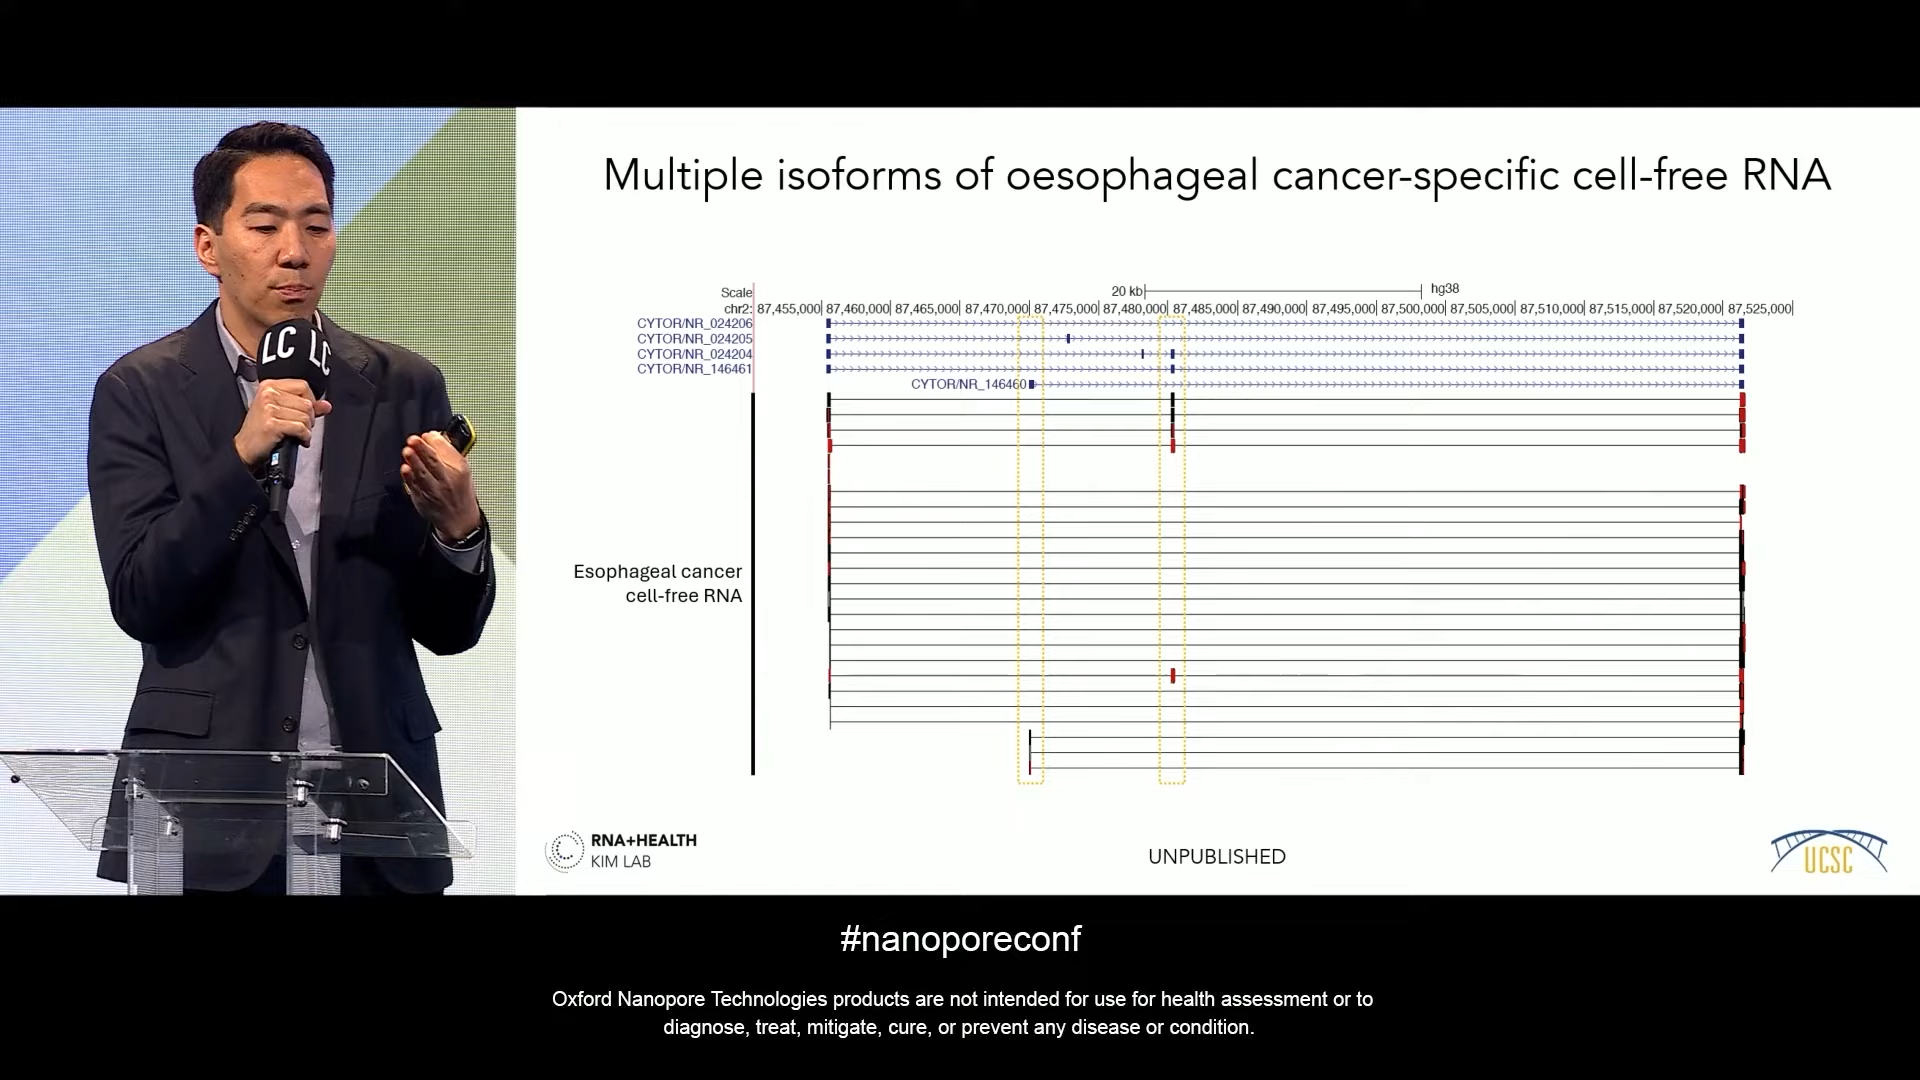 LC LC
Multiple isoforms of oesophageal cancer-specific cell-free RNA
Scale 20 kb hg38
chr2: 87,455,000 87,460,000 87,465,000 87,470,000 87,475,000 87,480,000 87,485,000 87,490,000 87,495,000 87,500,000 87,505,000 87,510,000 87,515,000 87,520,000 87,525,000
CYTOR/NR_024206
CYTOR/NR_024205
CYTOR/NR_024204
CYTOR/NR_146461
CYTOR/NR_146460
Esophageal cancer
cell-free RNA
RNA+HEALTH
KIM LAB
UNPUBLISHED
UCSC
#nanoporeconf
Oxford Nanopore Technologies products are not intended for use for health assessment or to
diagnose, treat, mitigate, cure, or prevent any disease or condition.